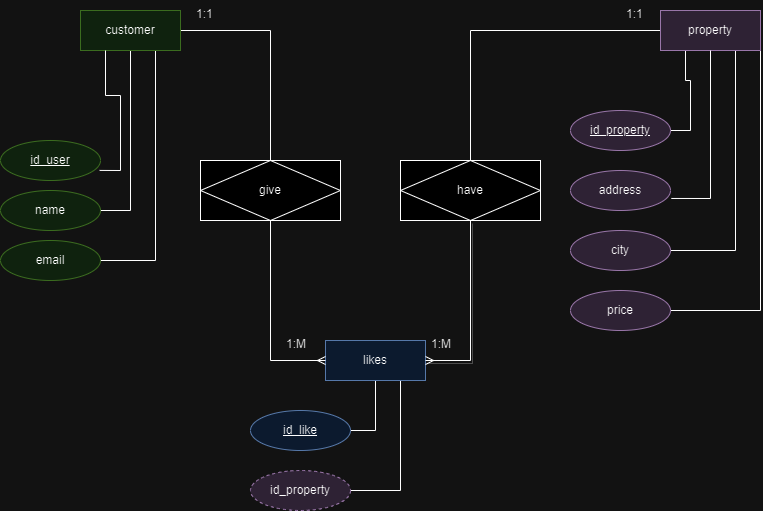 customer
1:1
1:1
property
id_user
name
email
give
have
id_property
address
city
price
1:M
1:M
likes
id_like
id_property